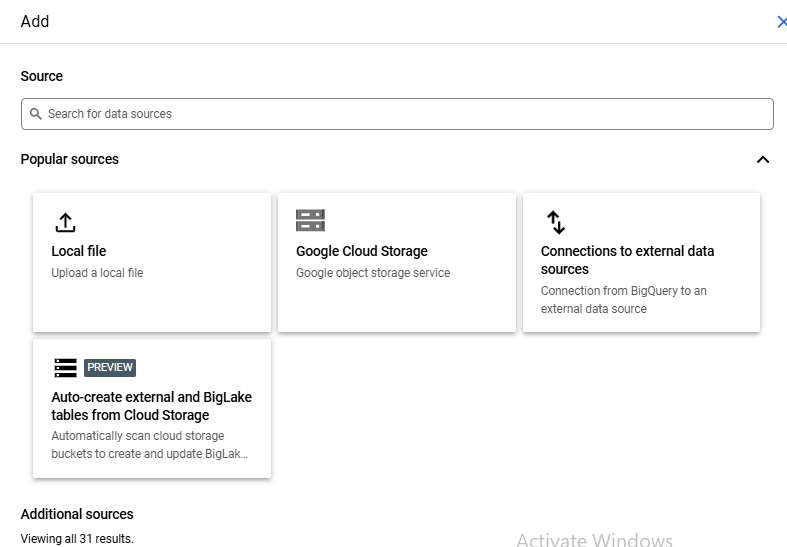 Add
Source
Search for data sources
Popular sources
Local file
Upload a local file
Google Cloud Storage
Google object storage service
Connections to external data
sources
Connection from BigQuery to an
external data source
PREVIEW
Auto-create external and BigLake
tables from Cloud Storage
Automatically scan cloud storage
buckets to create and update BigLak...
Additional sources
Viewing all 31 results.
Activate Windows